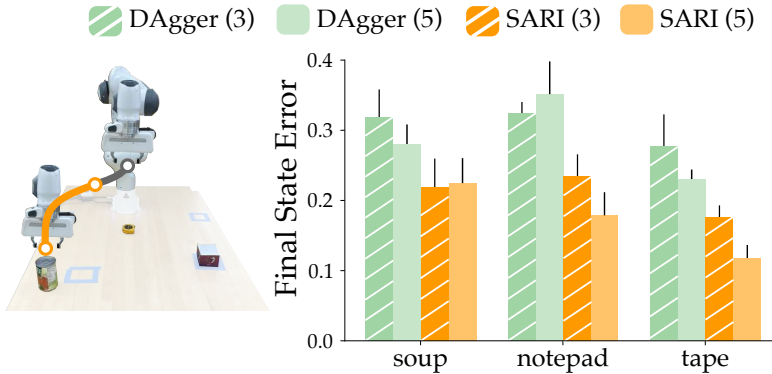 DAgger (3) DAgger (5) SARI (3) SARI (5)
Final State Error
0.4
0.3
0.2
0.1
0.0
soup notepad tape